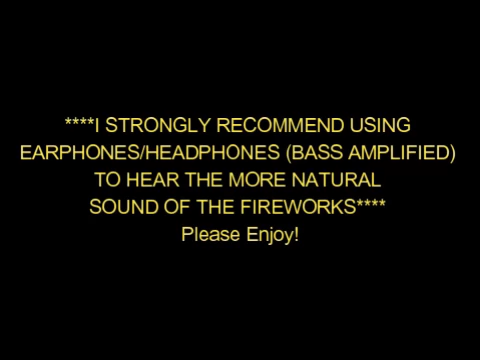 ****I STRONGLY RECOMMEND USING
EARPHONES/HEADPHONES (BASS AMPLIFIED)
TO HEAR THE MORE NATURAL
SOUND OF THE FIREWORKS****
Please Enjoy!